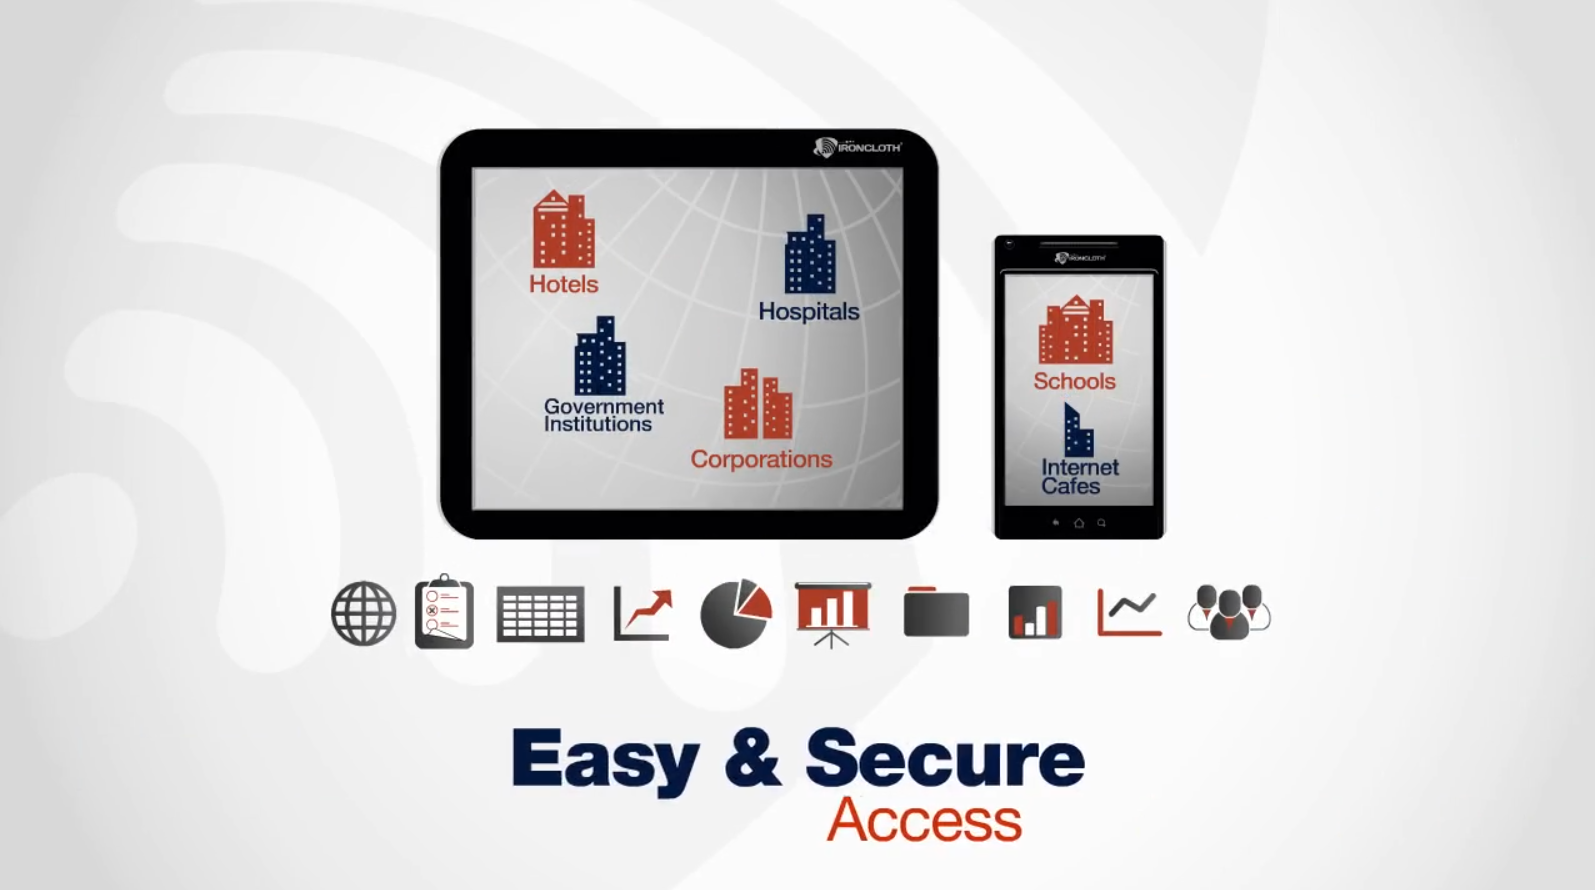 IRONCLOTH
Hotels
Hospitals
Government
Institutions
Corporations
IRONCLOTH
Schools
Internet
Cafes
Easy & Secure
Access